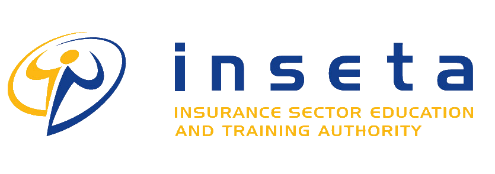 inseta
INSURANCE SECTOR EDUCATION
AND TRAINING AUTHORITY